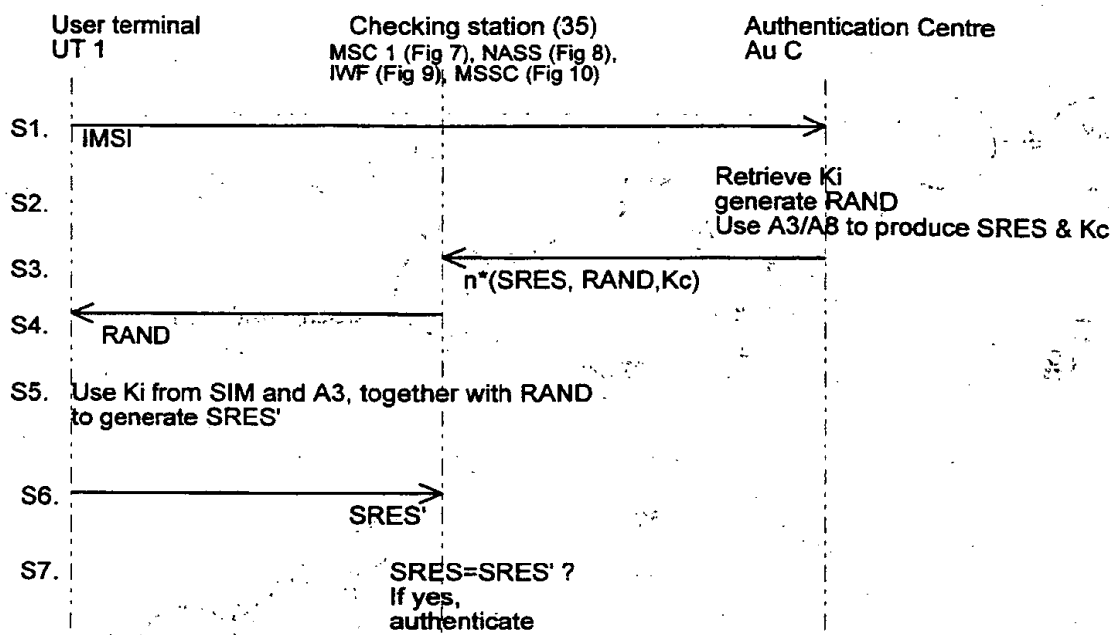 User terminal
UT 1
Checking station (35)
MSC 1 (Fig 7), NASS (Fig 8),
IWF (Fig 9), MSSC (Fig 10)
Authentication Centre
Au C
S1.
IMSI
S2.
Retrieve Ki
generate RAND
Use A3/A8 to produce SRES & Kc
S3.
n*(SRES, RAND,Kc)
S4.
RAND
S5. Use Ki from SIM and A3, together with RAND
to generate SRES'
S6.
SRES'
S7.
SRES=SRES' ?
If yes,
authenticate